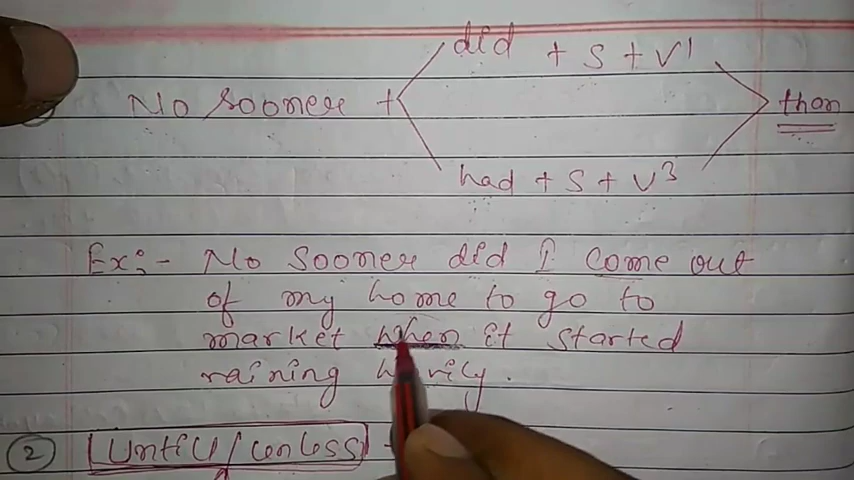 did + S + V1
No sooner + than
had + S + V3
Ex:- No sooner did I come out
of my home to go to
market when it started
raining
② Until/unless